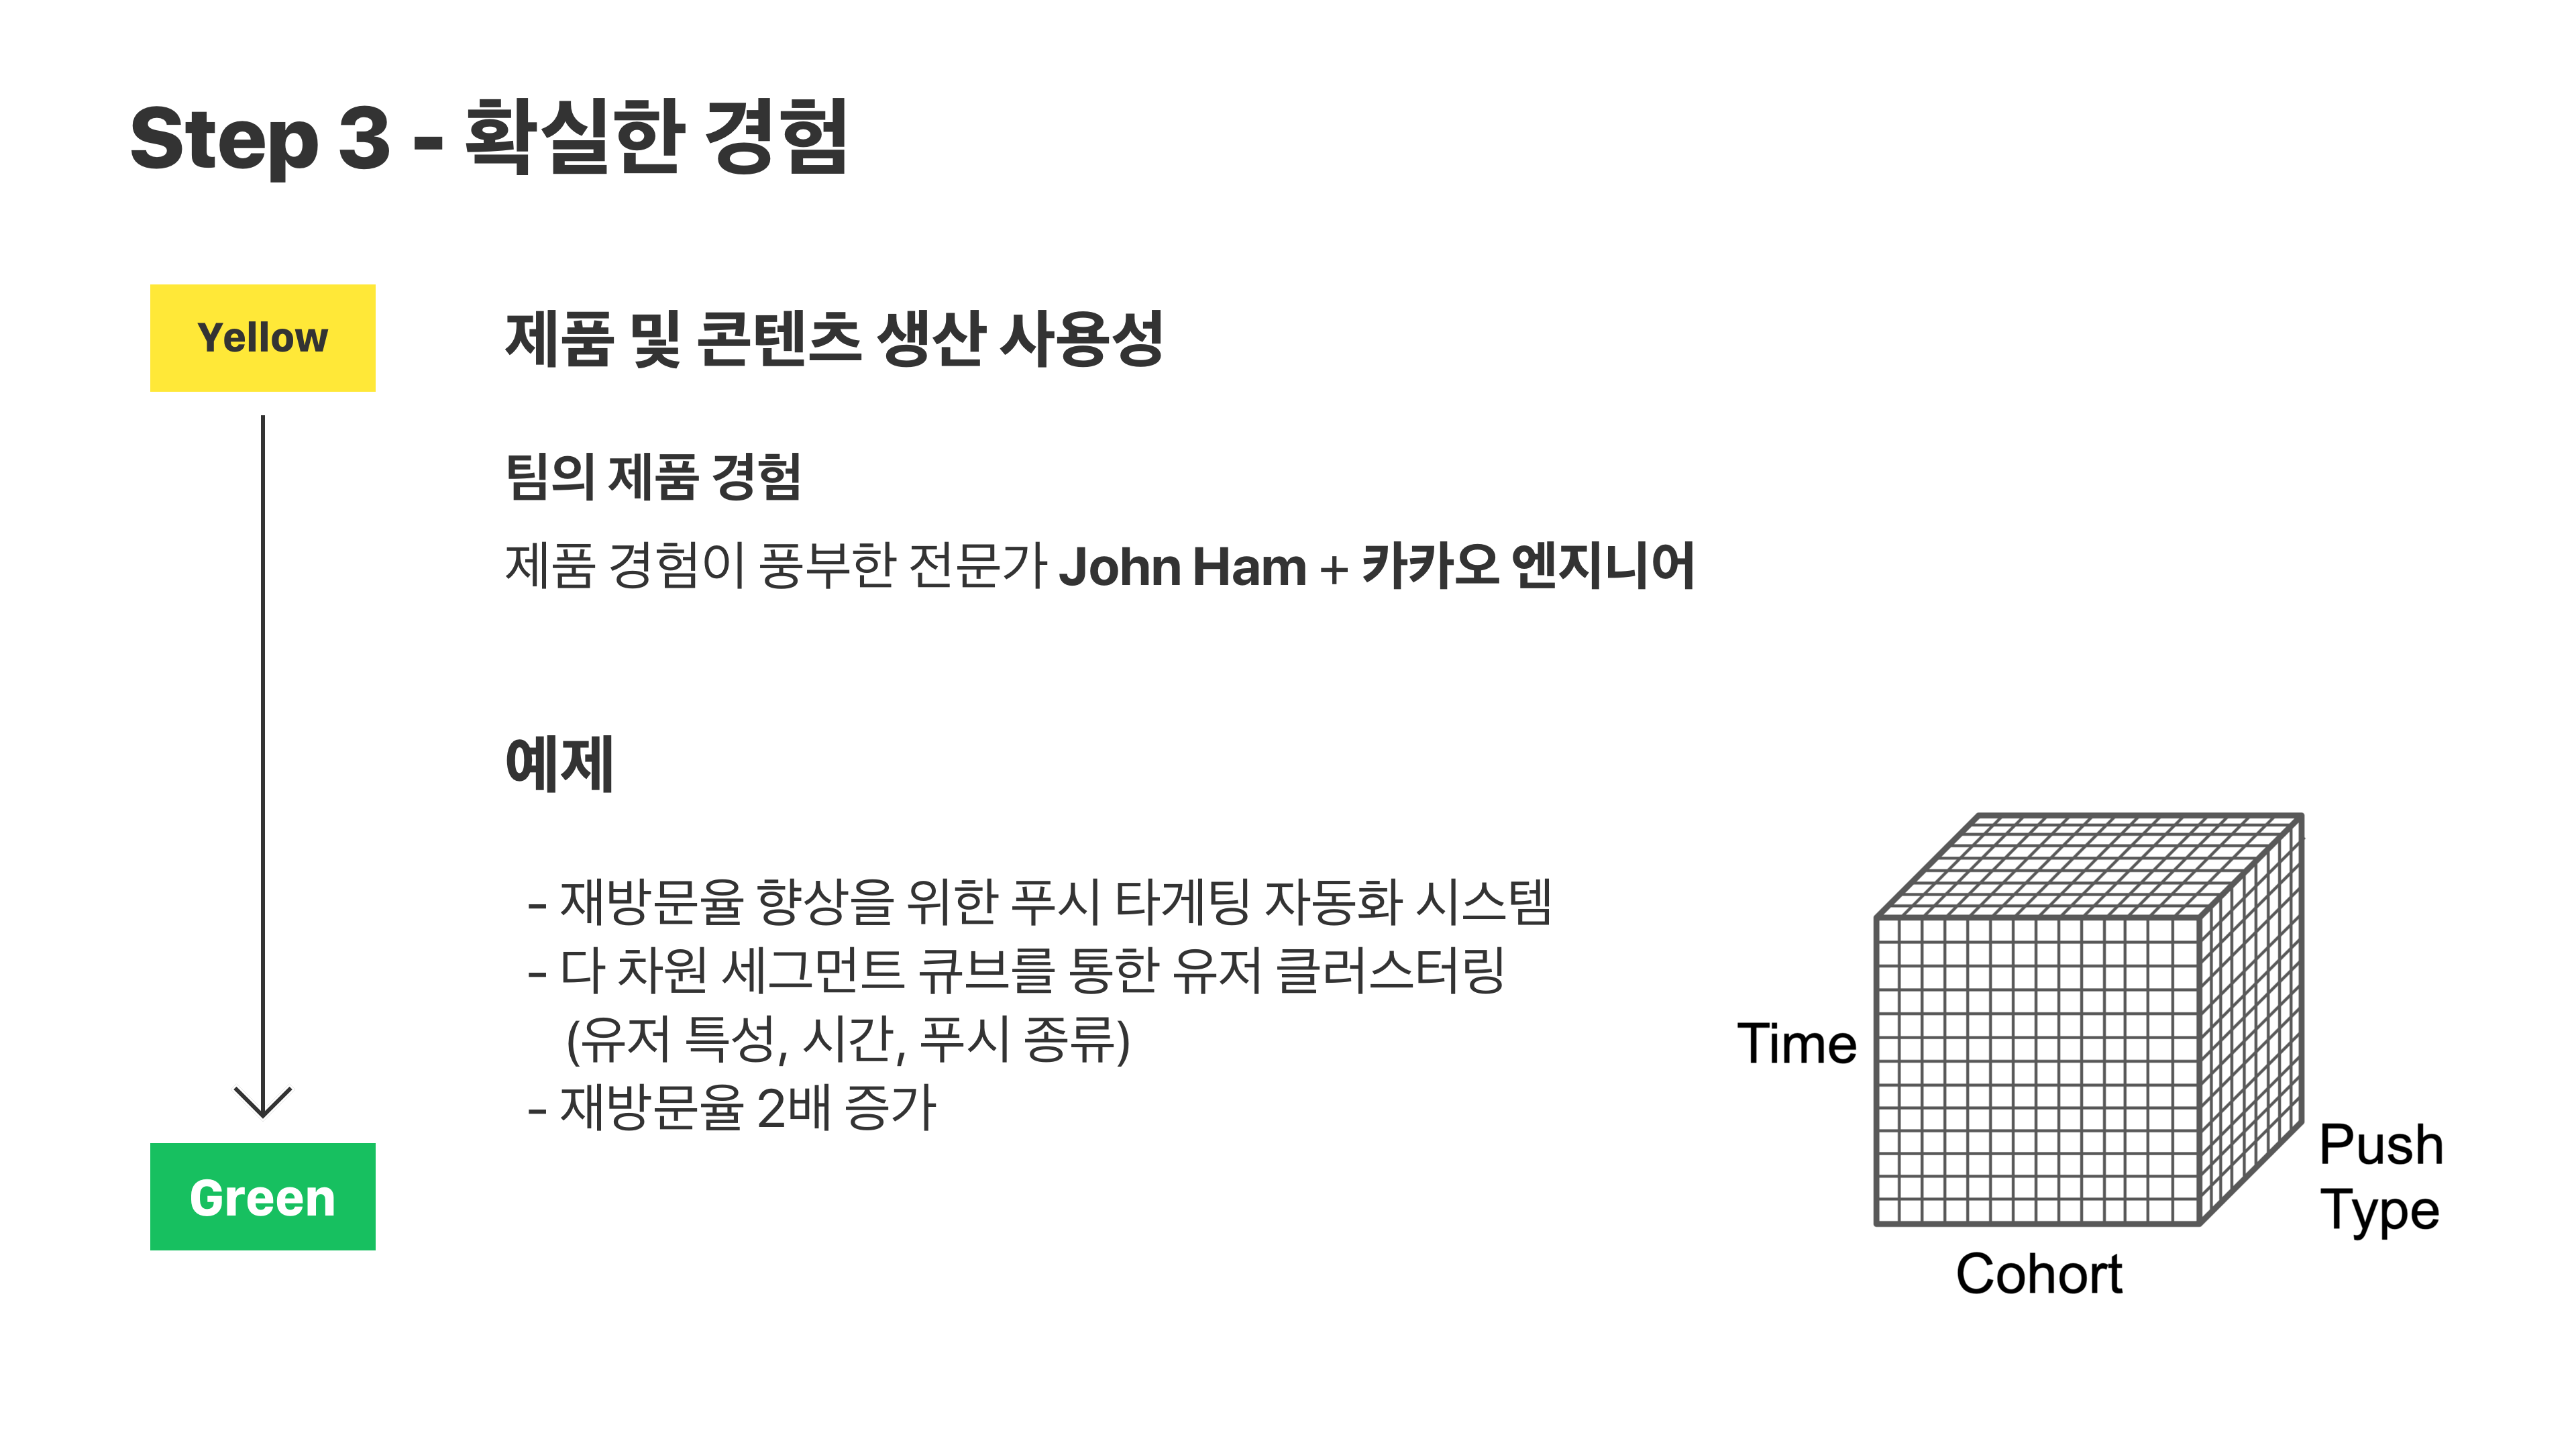 Step 3 - 확실한 경험
Yellow
제품 및 콘텐츠 생산 사용성
팀의 제품 경험
제품 경험이 풍부한 전문가 John Ham + 카카오 엔지니어
예제
- 재방문율 향상을 위한 푸시 타게팅 자동화 시스템
- 다 차원 세그먼트 큐브를 통한 유저 클러스터링
(유저 특성, 시간, 푸시 종류)
- 재방문율 2배 증가
Green
Time
Push
Type
Cohort